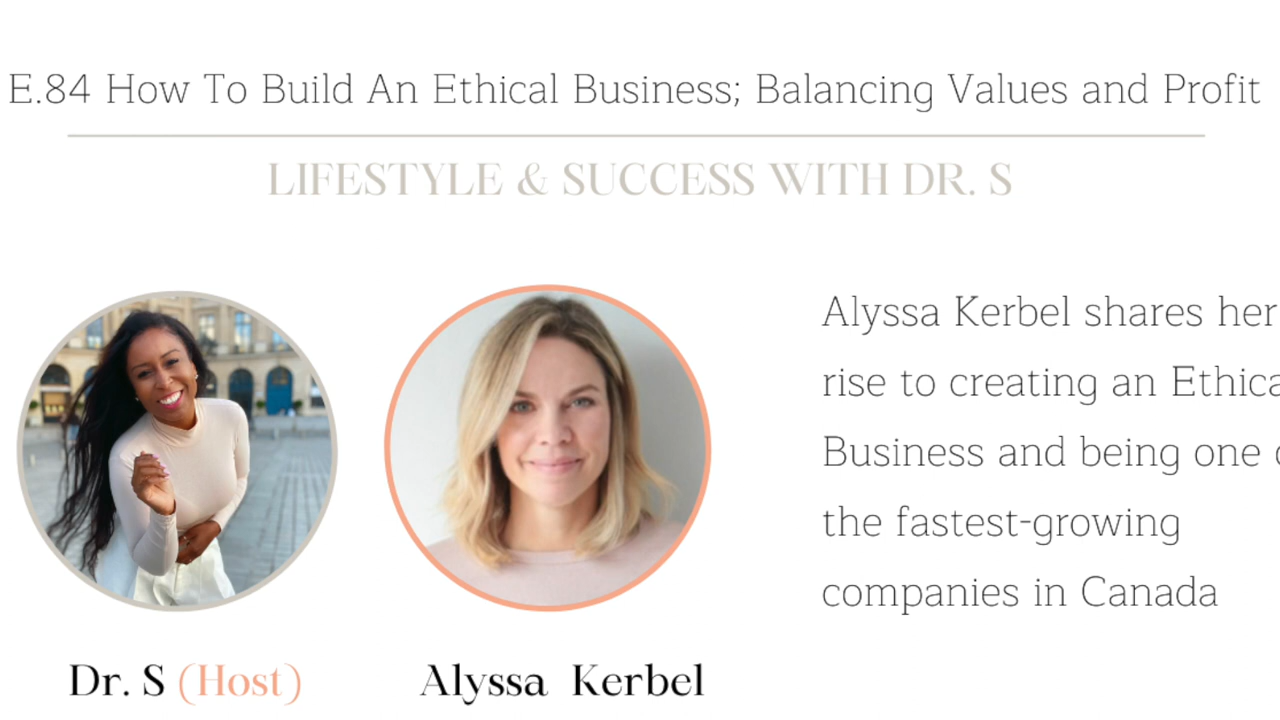 E.84 How To Build An Ethical Business; Balancing Values and Profit
LIFESTYLE & SUCCESS WITH DR. S
Alyssa Kerbel shares her
rise to creating an
Business and being one
the fastest-growing
companies in Canada
Dr. S (Host)
Alyssa Kerbel